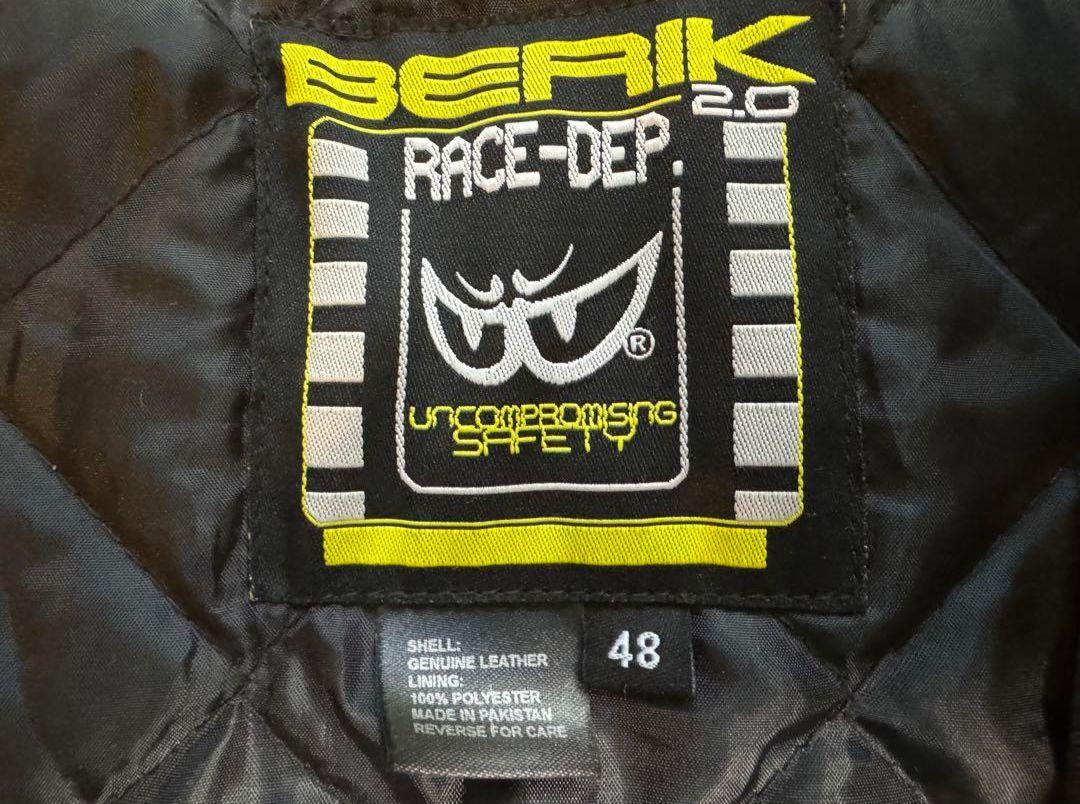 BERIK
2.0
RACE-DEP.
®
UNCOMPROMISING
SAFETY
48
SHELL:
GENUINE LEATHER
LINING:
100% POLYESTER
MADE IN PAKISTAN
REVERSE FOR CARE